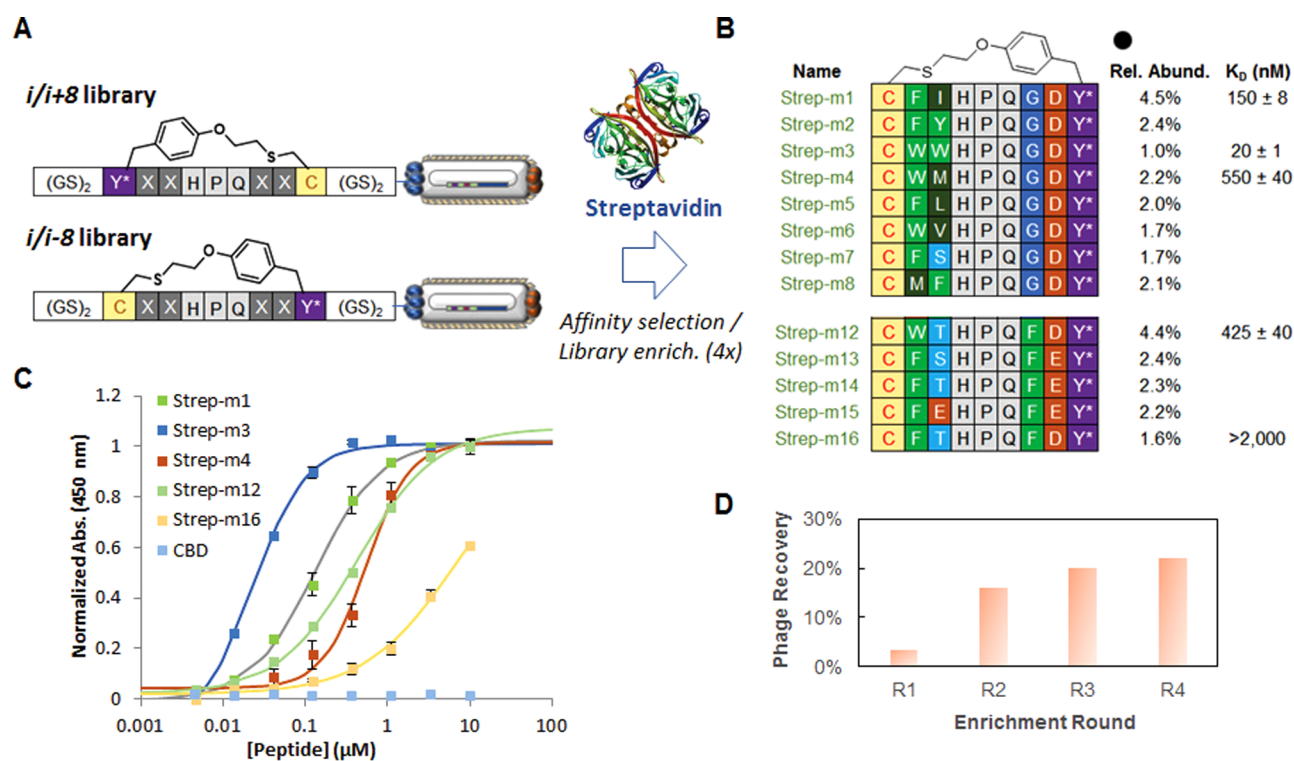 A
i/i+8 library
O
S
(GS)2 Y* X X H P Q X X C (GS)2
i/i-8 library
O
S
(GS)2 C X X H P Q X X Y* (GS)2
Streptavidin
Affinity selection /
Library enrich. (4x)
B
O
S
Name Rel. Abund. KD (nM)
Strep-m1 C F I H P Q G D Y* 4.5% 150 ± 8
Strep-m2 C F Y H P Q G D Y* 2.4%
Strep-m3 C W W H P Q G D Y* 1.0% 20 ± 1
Strep-m4 C W M H P Q G D Y* 2.2% 550 ± 40
Strep-m5 C F L H P Q G D Y* 2.0%
Strep-m6 C W V H P Q G D Y* 1.7%
Strep-m7 C F S H P Q G D Y* 1.7%
Strep-m8 C M F H P Q G D Y* 2.1%
Strep-m12 C W T H P Q F D Y* 4.4% 425 ± 40
Strep-m13 C F S H P Q F E Y* 2.4%
Strep-m14 C F T H P Q F E Y* 2.3%
Strep-m15 C F E H P Q F E Y* 2.2%
Strep-m16 C F T H P Q F D Y* 1.6% >2,000
C
Normalized Abs. (450 nm)
1.2
1
0.8
0.6
0.4
0.2
0
Strep-m1
Strep-m3
Strep-m4
Strep-m12
Strep-m16
CBD
0.001 0.01 0.1 1 10 100
[Peptide] (µM)
D
Phage Recovery
30%
20%
10%
0%
R1 R2 R3 R4
Enrichment Round